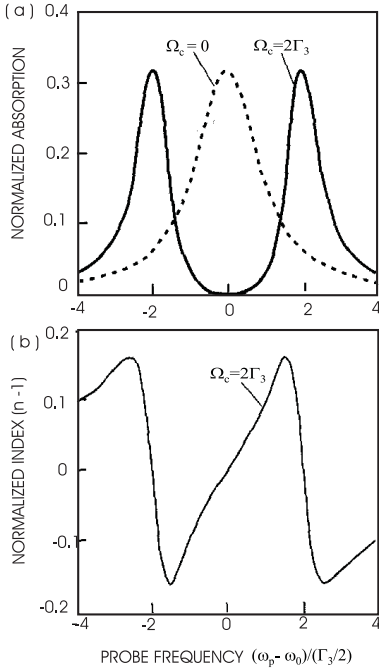 (a)
0.4
Ωc = 0
Ωc=2Γ3
0.3
0.2
0.1
0
NORMALIZED ABSORPTION
-4
-2
0
2
4
(b)
0.2
Ωc=2Γ3
0.1
0
-0.1
-0.2
NORMALIZED INDEX (n -1)
-4
-2
0
2
4
PROBE FREQUENCY (ωp- ω0)/(Γ3/2)